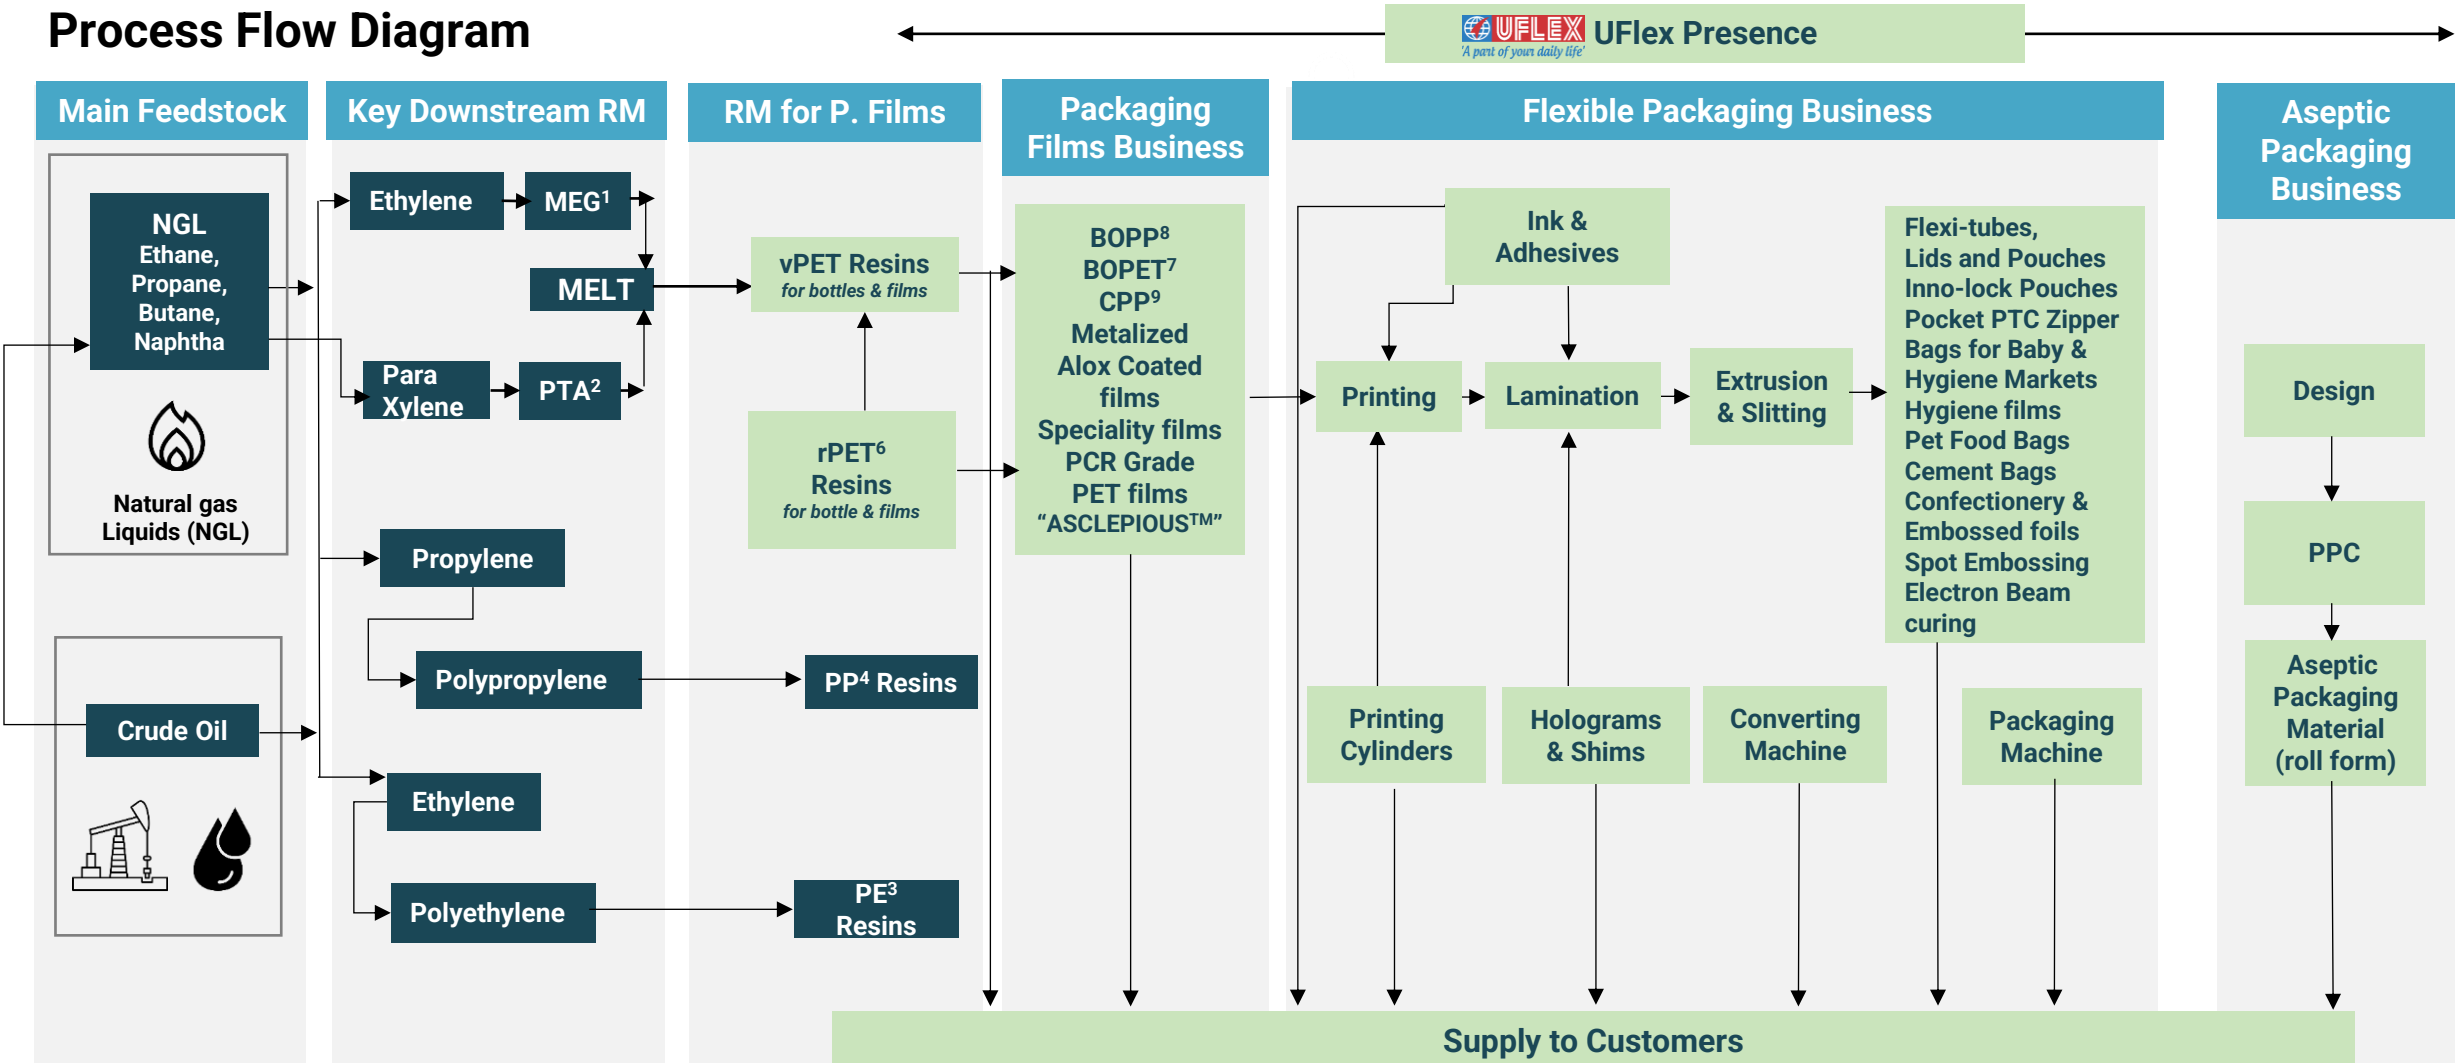 Process Flow Diagram
UFLEX
'A part of your daily life'
UFlex Presence
Main Feedstock
NGL
Ethane,
Propane,
Butane,
Naphtha
Natural gas
Liquids (NGL)
Crude Oil
Key Downstream RM
Ethylene
MEG¹
MELT
Para
Xylene
PTA²
Propylene
Polypropylene
Ethylene
Polyethylene
RM for P. Films
vPET Resins
for bottles & films
rPET⁶
Resins
for bottle & films
PP⁴ Resins
PE³
Resins
Packaging
Films Business
BOPP⁸
BOPET⁷
CPP⁹
Metalized
Alox Coated
films
Speciality films
PCR Grade
PET films
“ASCLEPIOUS™”
Flexible Packaging Business
Ink &
Adhesives
Printing
Lamination
Extrusion
& Slitting
Flexi-tubes,
Lids and Pouches
Inno-lock Pouches
Pocket PTC Zipper
Bags for Baby &
Hygiene Markets
Hygiene films
Pet Food Bags
Cement Bags
Confectionery &
Embossed foils
Spot Embossing
Electron Beam
curing
Printing
Cylinders
Holograms
& Shims
Converting
Machine
Packaging
Machine
Aseptic
Packaging
Business
Design
PPC
Aseptic
Packaging
Material
(roll form)
Supply to Customers